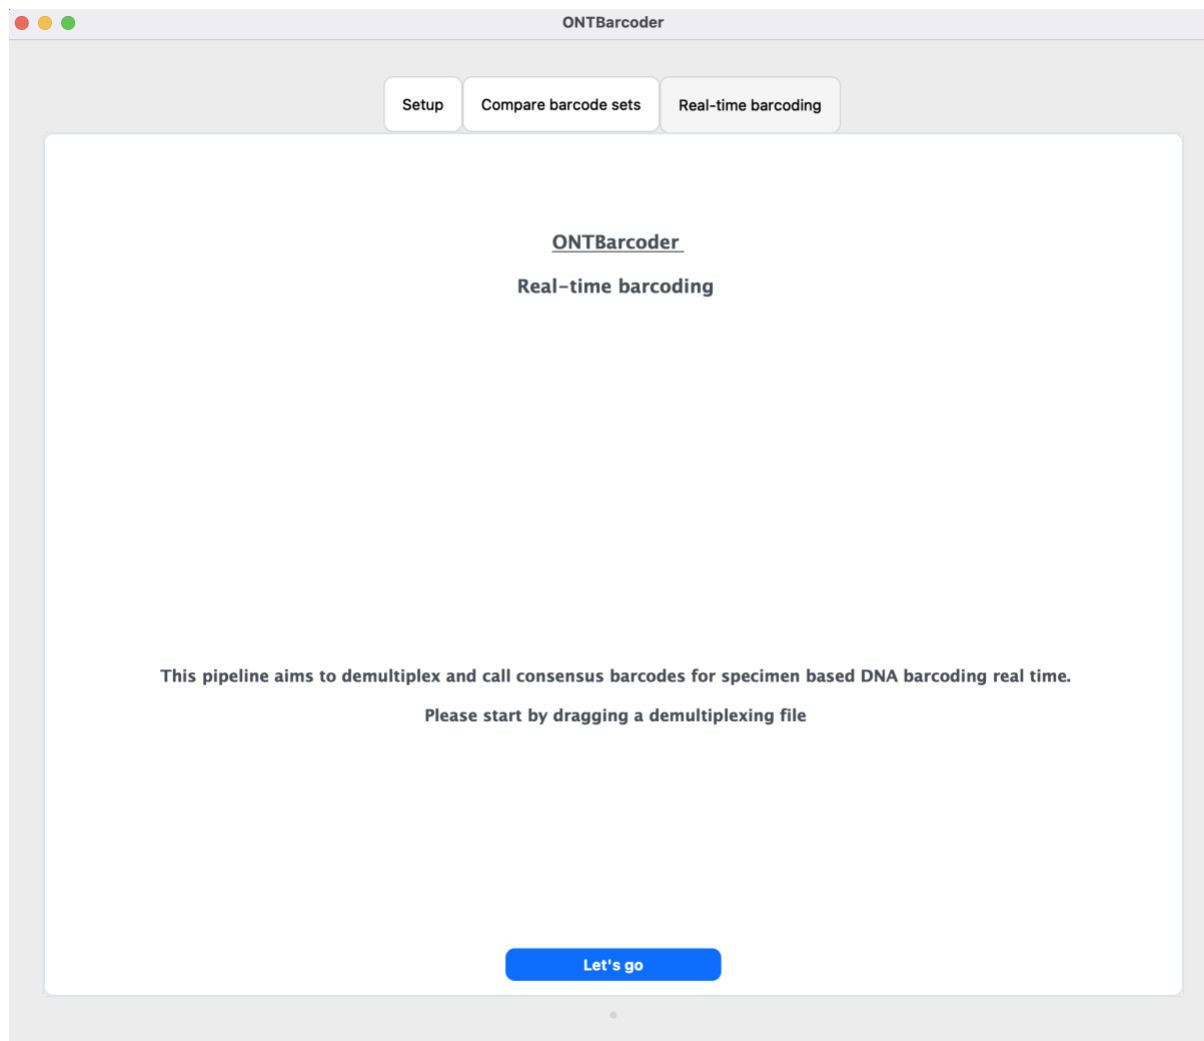 ONTBarcoder
Setup
Compare barcode sets
Real-time barcoding
ONTBarcoder
Real-time barcoding
This pipeline aims to demultiplex and call consensus barcodes for specimen based DNA barcoding real time.
Please start by dragging a demultiplexing file
Let's go